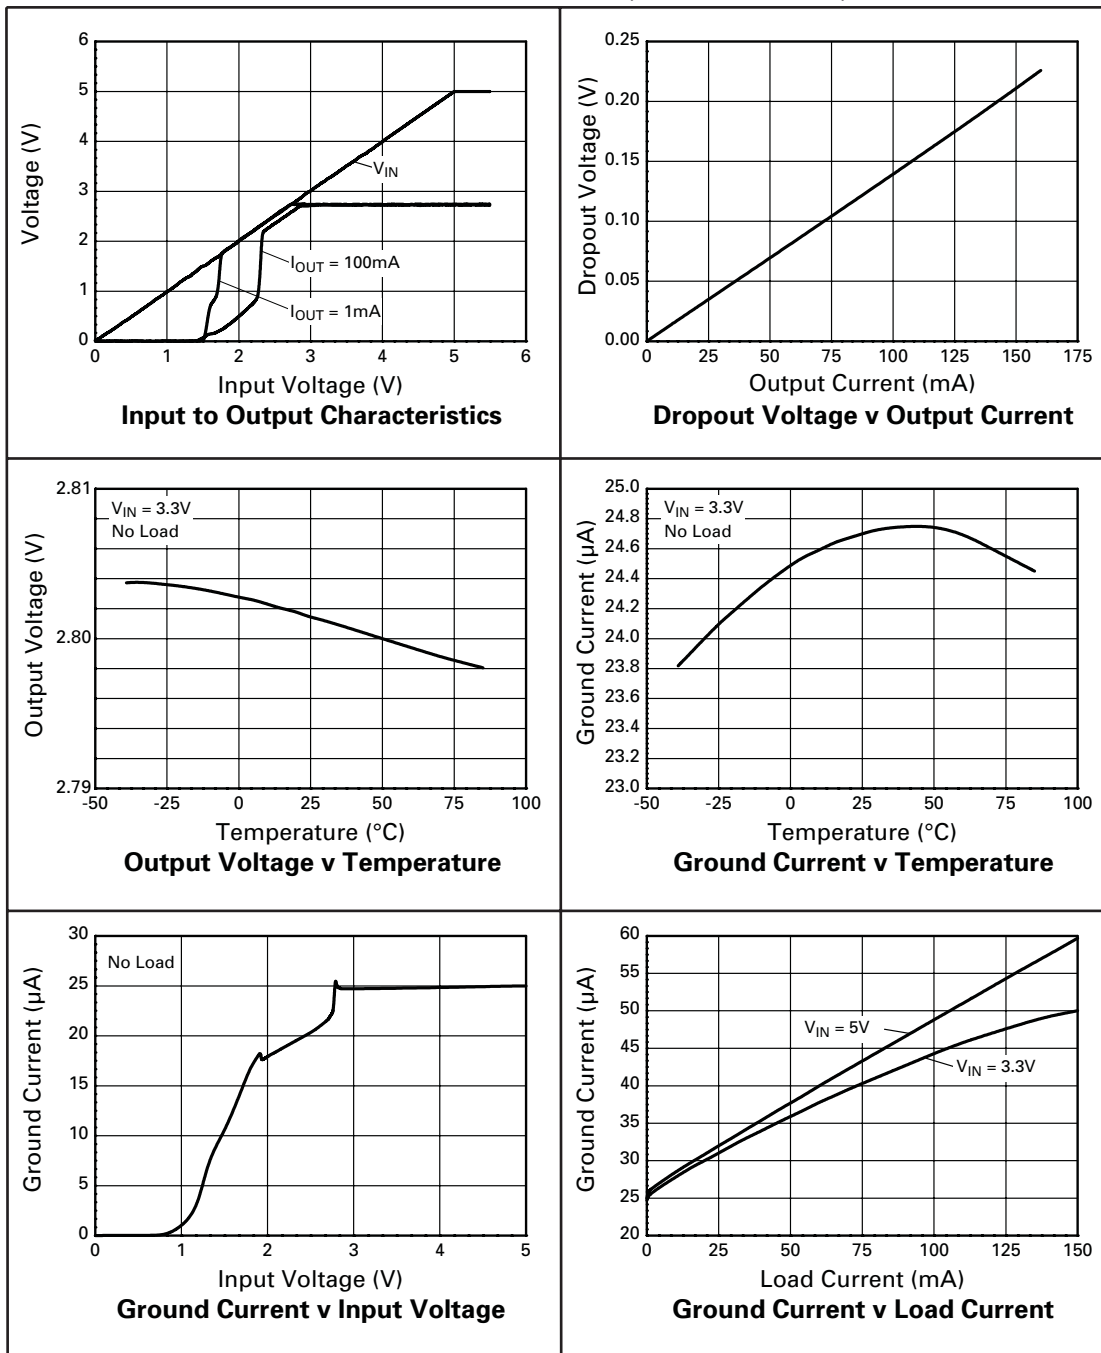 6
5
4
3
2
1
0
0 1 2 3 4 5 6
Voltage (V)
V_IN
I_OUT = 100mA
I_OUT = 1mA
Input Voltage (V)
Input to Output Characteristics
0.25
0.20
0.15
0.10
0.05
0.00
0 25 50 75 100 125 150 175
Dropout Voltage (V)
Output Current (mA)
Dropout Voltage v Output Current
2.81
2.80
2.79
-50 -25 0 25 50 75 100
Output Voltage (V)
V_IN = 3.3V
No Load
Temperature (°C)
Output Voltage v Temperature
25.0
24.8
24.6
24.4
24.2
24.0
23.8
23.6
23.4
23.2
23.0
-50 -25 0 25 50 75 100
Ground Current (µA)
V_IN = 3.3V
No Load
Temperature (°C)
Ground Current v Temperature
30
25
20
15
10
5
0
0 1 2 3 4 5
Ground Current (µA)
No Load
Input Voltage (V)
Ground Current v Input Voltage
60
55
50
45
40
35
30
25
20
0 25 50 75 100 125 150
Ground Current (µA)
V_IN = 5V
V_IN = 3.3V
Load Current (mA)
Ground Current v Load Current